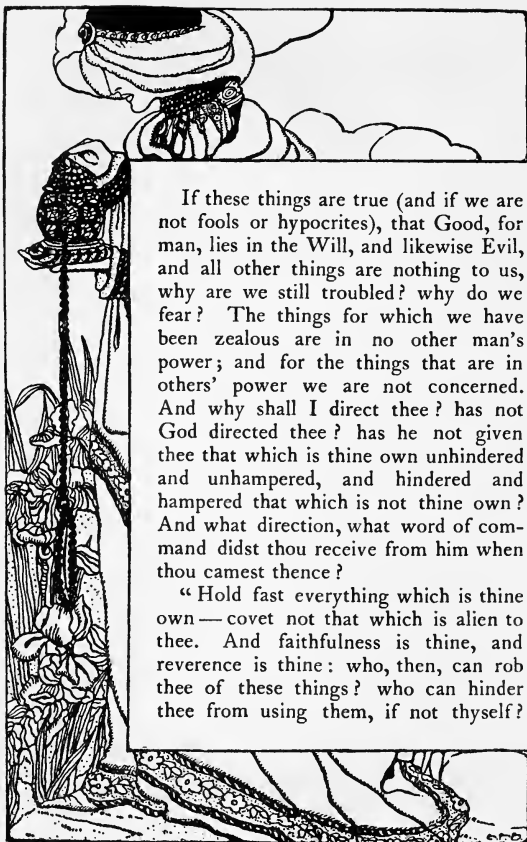 If these things are true (and if we are
not fools or hypocrites), that Good, for
man, lies in the Will, and likewise Evil,
and all other things are nothing to us,
why are we still troubled? why do we
fear? The things for which we have
been zealous are in no other man's
power; and for the things that are in
others' power we are not concerned.
And why shall I direct thee? has not
God directed thee? has he not given
thee that which is thine own unhindered
and unhampered, and hindered and
hampered that which is not thine own?
And what direction, what word of com-
mand didst thou receive from him when
thou camest thence?
“Hold fast everything which is thine
own — covet not that which is alien to
thee. And faithfulness is thine, and
reverence is thine: who, then, can rob
thee of these things? who can hinder
thee from using them, if not thyself?